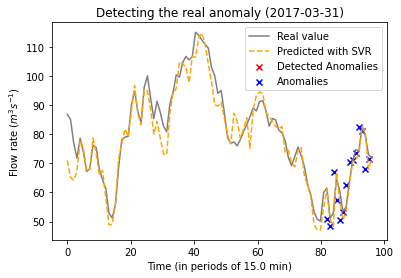 Detecting the real anomaly (2017-03-31)
Real value
Predicted with SVR
Detected Anomalies
Anomalies
Flow rate (m³s⁻¹)
110
100
90
80
70
60
50
0
20
40
60
80
100
Time (in periods of 15.0 min)